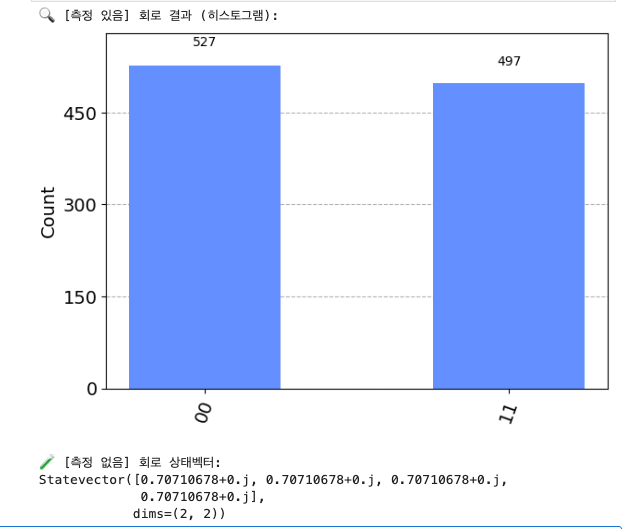 🔍 [측정 있음] 회로 결과 (히스토그램):
527
497
450
300
150
0
Count
00
11
🧪 [측정 없음] 회로 상태벡터:
Statevector([0.70710678+0.j, 0.70710678+0.j, 0.70710678+0.j,
0.70710678+0.j],
dims=(2, 2))